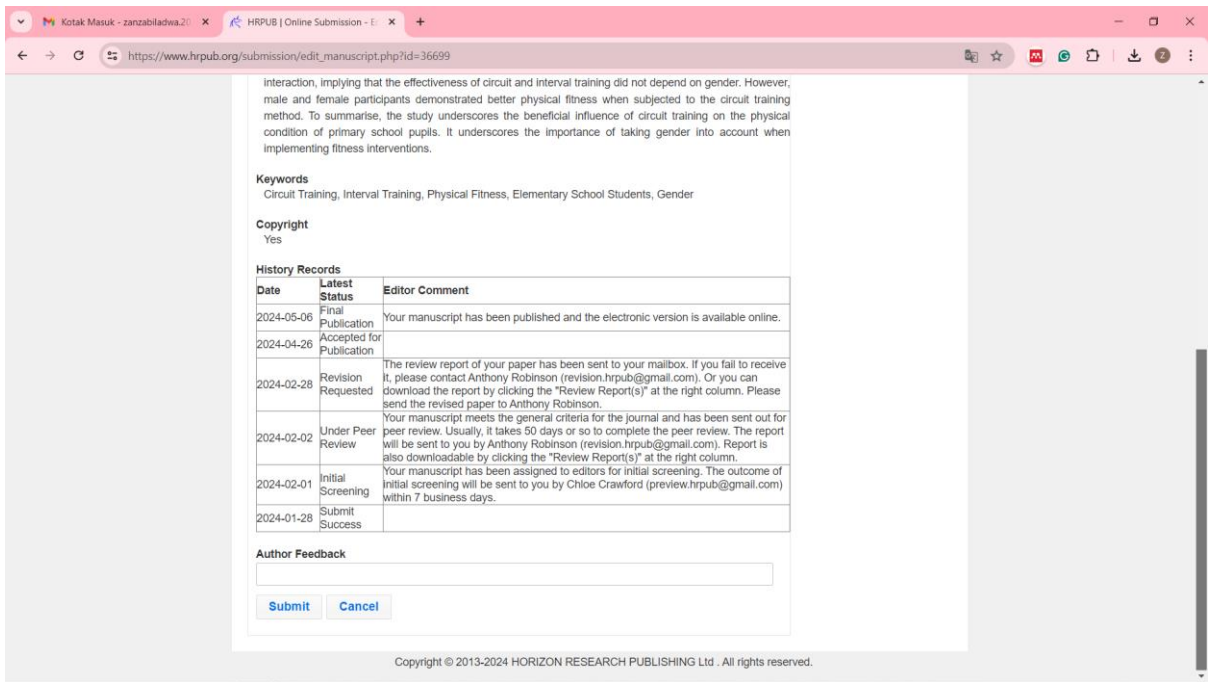 Kotak Masuk - zanzabiladwa.20
HRPUB | Online Submission - E
https://www.hrpub.org/submission/edit_manuscript.php?id=36699
interaction, implying that the effectiveness of circuit and interval training did not depend on gender. However,
male and female participants demonstrated better physical fitness when subjected to the circuit training
method. To summarise, the study underscores the beneficial influence of circuit training on the physical
condition of primary school pupils. It underscores the importance of taking gender into account when
implementing fitness interventions.
Keywords
Circuit Training, Interval Training, Physical Fitness, Elementary School Students, Gender
Copyright
Yes
History Records
Date Latest Status Editor Comment
2024-05-06 Final Publication Your manuscript has been published and the electronic version is available online.
2024-04-26 Accepted for Publication
2024-02-28 Revision Requested The review report of your paper has been sent to your mailbox. If you fail to receive
it, please contact Anthony Robinson (revision.hrpub@gmail.com). Or you can
download the report by clicking the "Review Report(s)" at the right column. Please
send the revised paper to Anthony Robinson.
2024-02-02 Under Peer Review Your manuscript meets the general criteria for the journal and has been sent out for
peer review. Usually, it takes 50 days or so to complete the peer review. The report
will be sent to you by Anthony Robinson (revision.hrpub@gmail.com). Report is
also downloadable by clicking the "Review Report(s)" at the right column.
2024-02-01 Initial Screening Your manuscript has been assigned to editors for initial screening. The outcome of
initial screening will be sent to you by Chloe Crawford (preview.hrpub@gmail.com)
within 7 business days.
2024-01-28 Submit Success
Author Feedback
Submit Cancel
Copyright © 2013-2024 HORIZON RESEARCH PUBLISHING Ltd . All rights reserved.